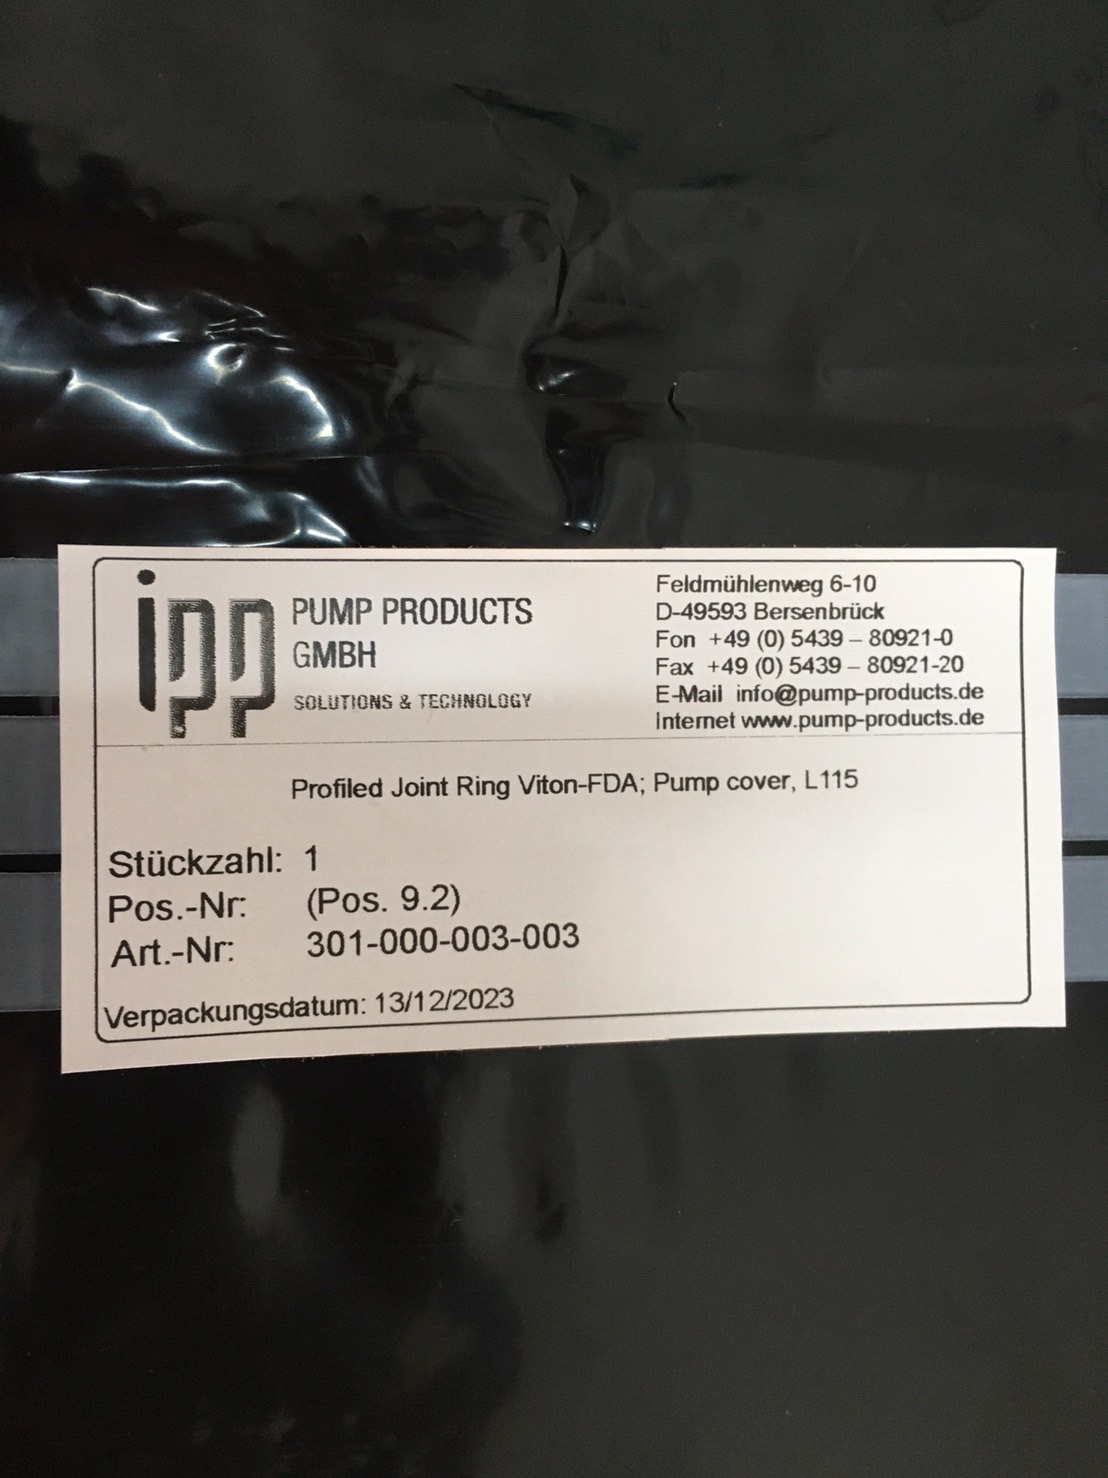 ipp
PUMP PRODUCTS
GMBH
SOLUTIONS & TECHNOLOGY
Feldmühlenweg 6-10
D-49593 Bersenbrück
Fon +49 (0) 5439 – 80921-0
Fax +49 (0) 5439 – 80921-20
E-Mail info@pump-products.de
Internet www.pump-products.de
Profiled Joint Ring Viton-FDA; Pump cover, L115
Stückzahl: 1
Pos.-Nr: (Pos. 9.2)
Art.-Nr: 301-000-003-003
Verpackungsdatum: 13/12/2023